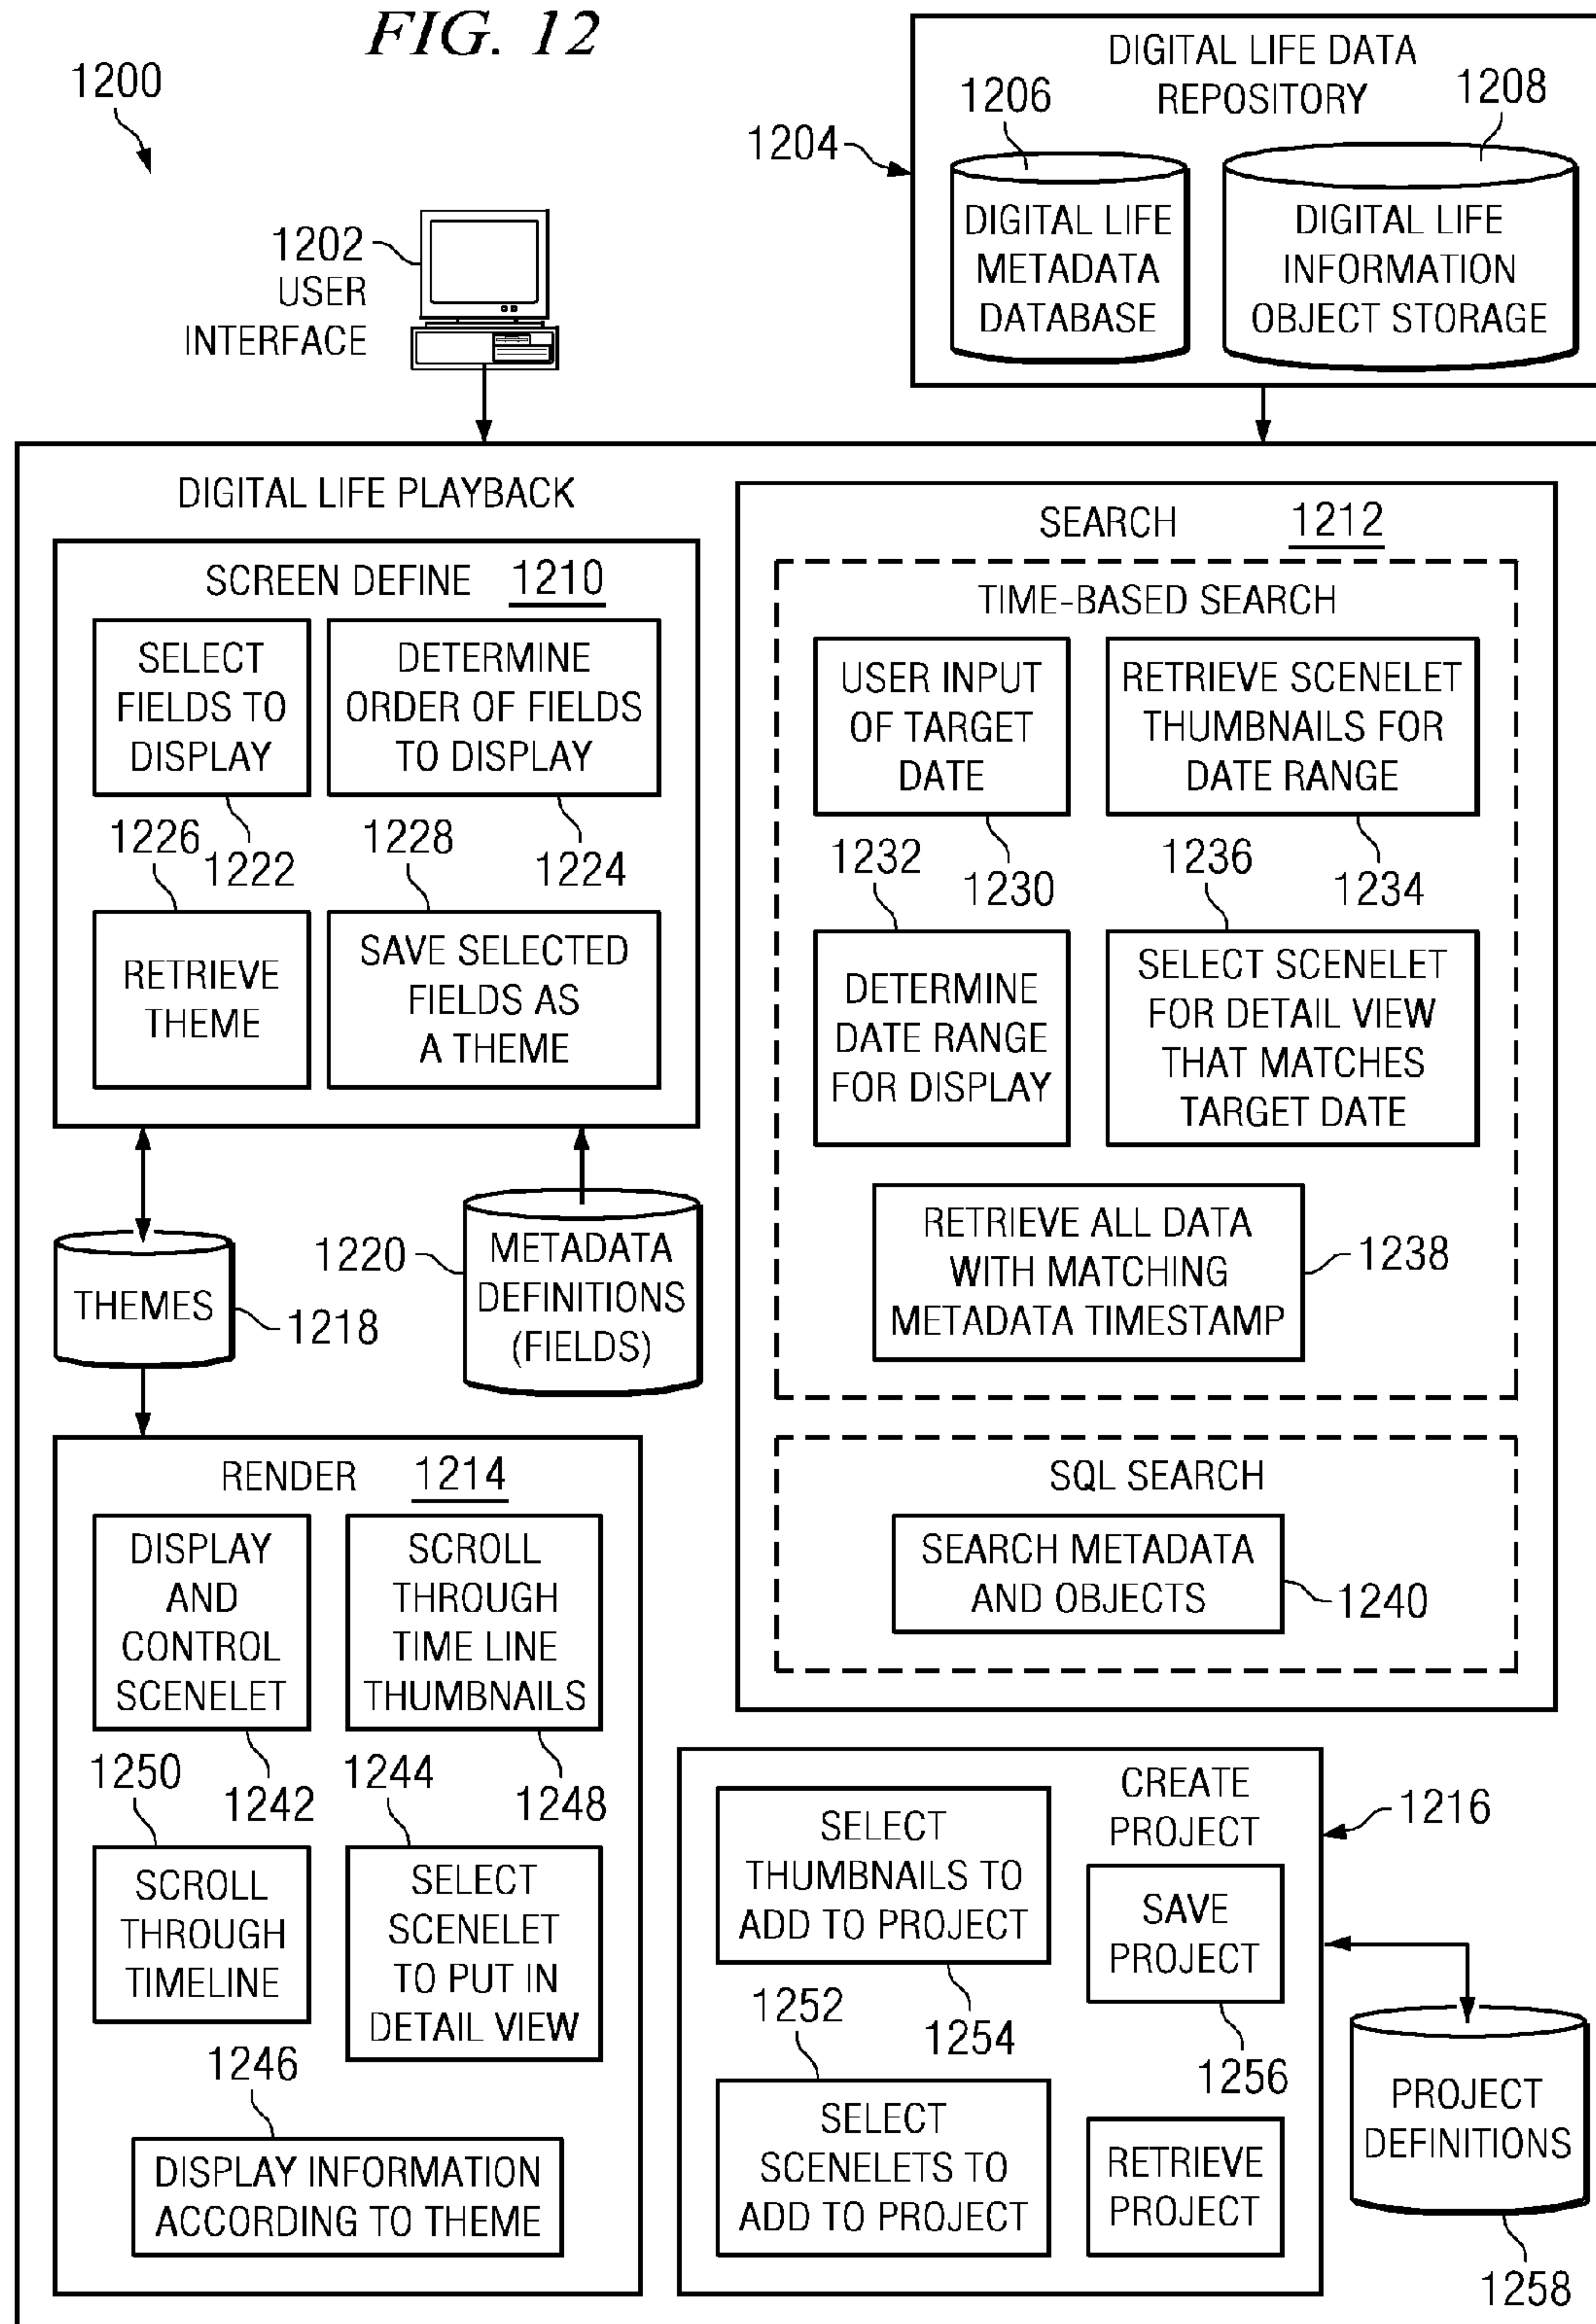 FIG. 12
1200
1202
USER
INTERFACE
DIGITAL LIFE DATA
REPOSITORY
1204
1206
1208
DIGITAL LIFE
METADATA
DATABASE
DIGITAL LIFE
INFORMATION
OBJECT STORAGE
DIGITAL LIFE PLAYBACK
SCREEN DEFINE 1210
SELECT
FIELDS TO
DISPLAY
DETERMINE
ORDER OF FIELDS
TO DISPLAY
1226
1222
1228
1224
RETRIEVE
THEME
SAVE SELECTED
FIELDS AS
A THEME
THEMES
1218
1220
METADATA
DEFINITIONS
(FIELDS)
SEARCH 1212
TIME-BASED SEARCH
USER INPUT
OF TARGET
DATE
RETRIEVE SCENELET
THUMBNAILS FOR
DATE RANGE
1232
1230
1236
1234
DETERMINE
DATE RANGE
FOR DISPLAY
SELECT SCENELET
FOR DETAIL VIEW
THAT MATCHES
TARGET DATE
RETRIEVE ALL DATA
WITH MATCHING
METADATA TIMESTAMP
1238
SQL SEARCH
SEARCH METADATA
AND OBJECTS
1240
RENDER 1214
DISPLAY
AND
CONTROL
SCENELET
SCROLL
THROUGH
TIME LINE
THUMBNAILS
1250
1242
1244
1248
SCROLL
THROUGH
TIMELINE
SELECT
SCENELET
TO PUT IN
DETAIL VIEW
1246
DISPLAY INFORMATION
ACCORDING TO THEME
CREATE
PROJECT
1216
SELECT
THUMBNAILS TO
ADD TO PROJECT
SAVE
PROJECT
1252
1254
1256
SELECT
SCENELETS TO
ADD TO PROJECT
RETRIEVE
PROJECT
PROJECT
DEFINITIONS
1258